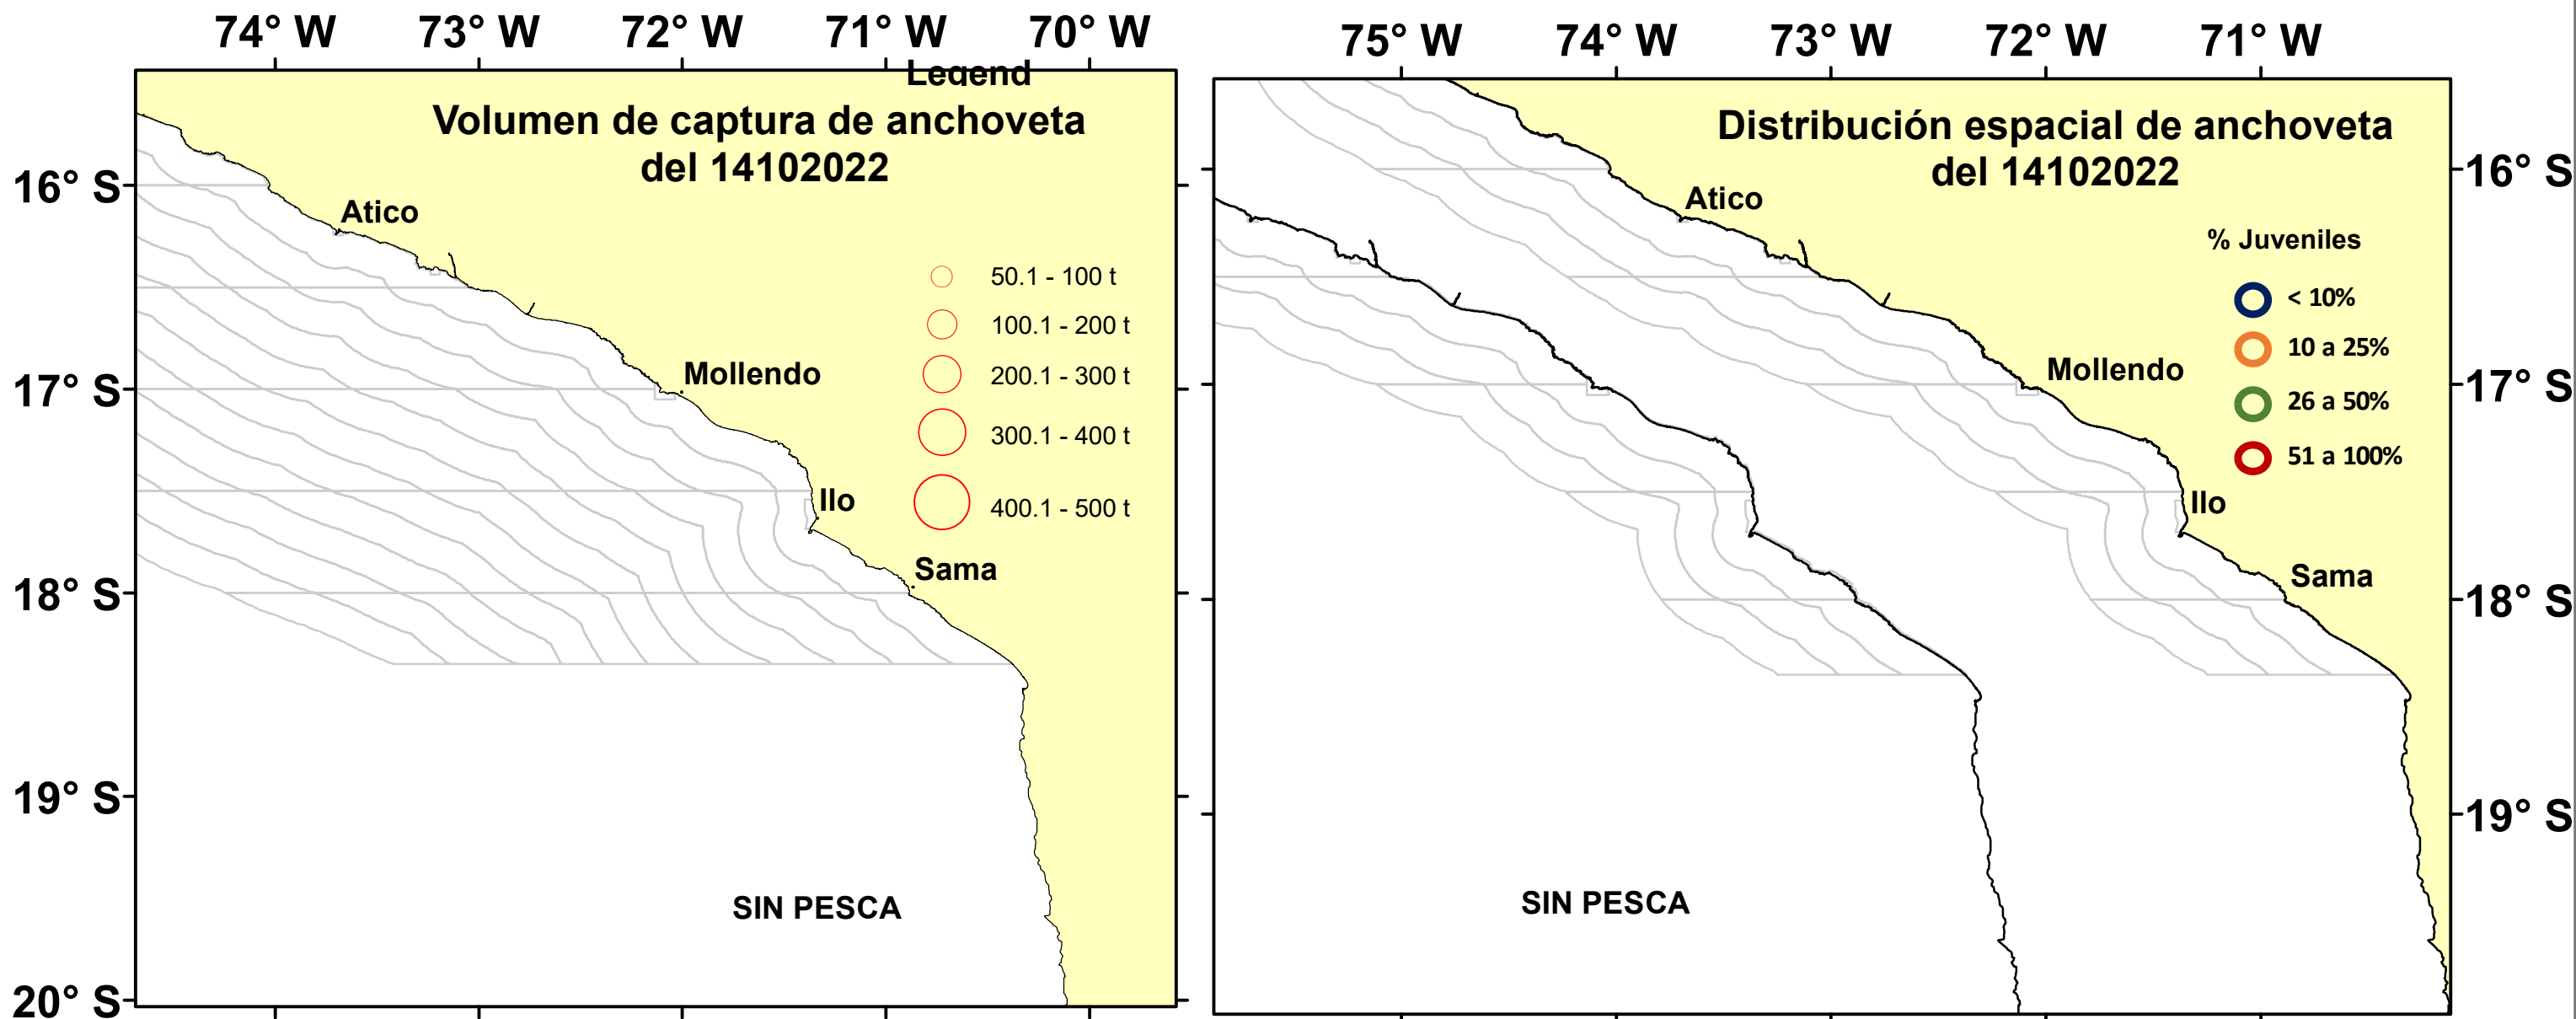 74° W 73° W 72° W 71° W 70° W
Legend
Volumen de captura de anchoveta
del 14102022
16° S
Atico
50.1 - 100 t
100.1 - 200 t
200.1 - 300 t
300.1 - 400 t
400.1 - 500 t
17° S
Mollendo
Ilo
18° S
Sama
19° S
SIN PESCA
20° S
75° W 74° W 73° W 72° W 71° W
Distribución espacial de anchoveta
del 14102022
16° S
Atico
% Juveniles
< 10%
10 a 25%
26 a 50%
51 a 100%
17° S
Mollendo
Ilo
18° S
Sama
19° S
SIN PESCA